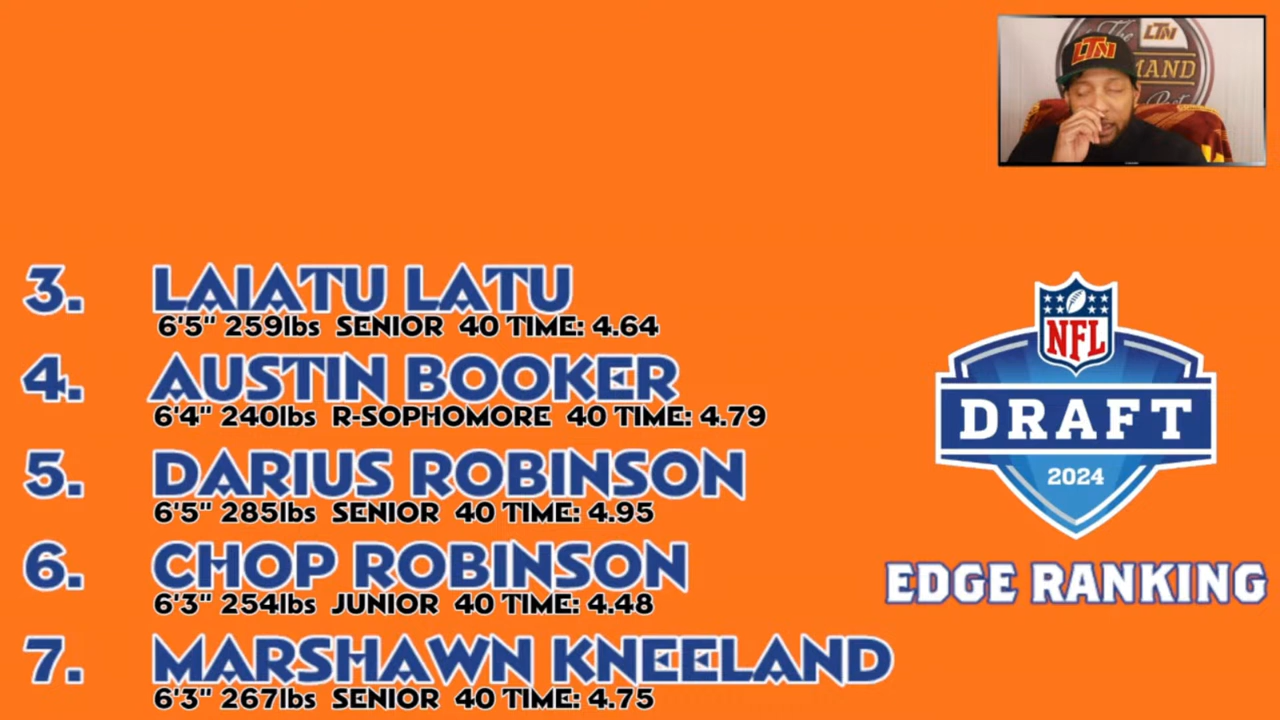 The
LTN
LTN
MAND
Post
3. LAIATU LATU
6'5" 259lbs SENIOR 40 TIME: 4.64
4. AUSTIN BOOKER
6'4" 240lbs R-SOPHOMORE 40 TIME: 4.79
5. DARIUS ROBINSON
6'5" 285lbs SENIOR 40 TIME: 4.95
6. CHOP ROBINSON
6'3" 254lbs JUNIOR 40 TIME: 4.48
7. MARSHAWN KNEELAND
6'3" 267lbs SENIOR 40 TIME: 4.75
NFL
DRAFT
2024
EDGE RANKING